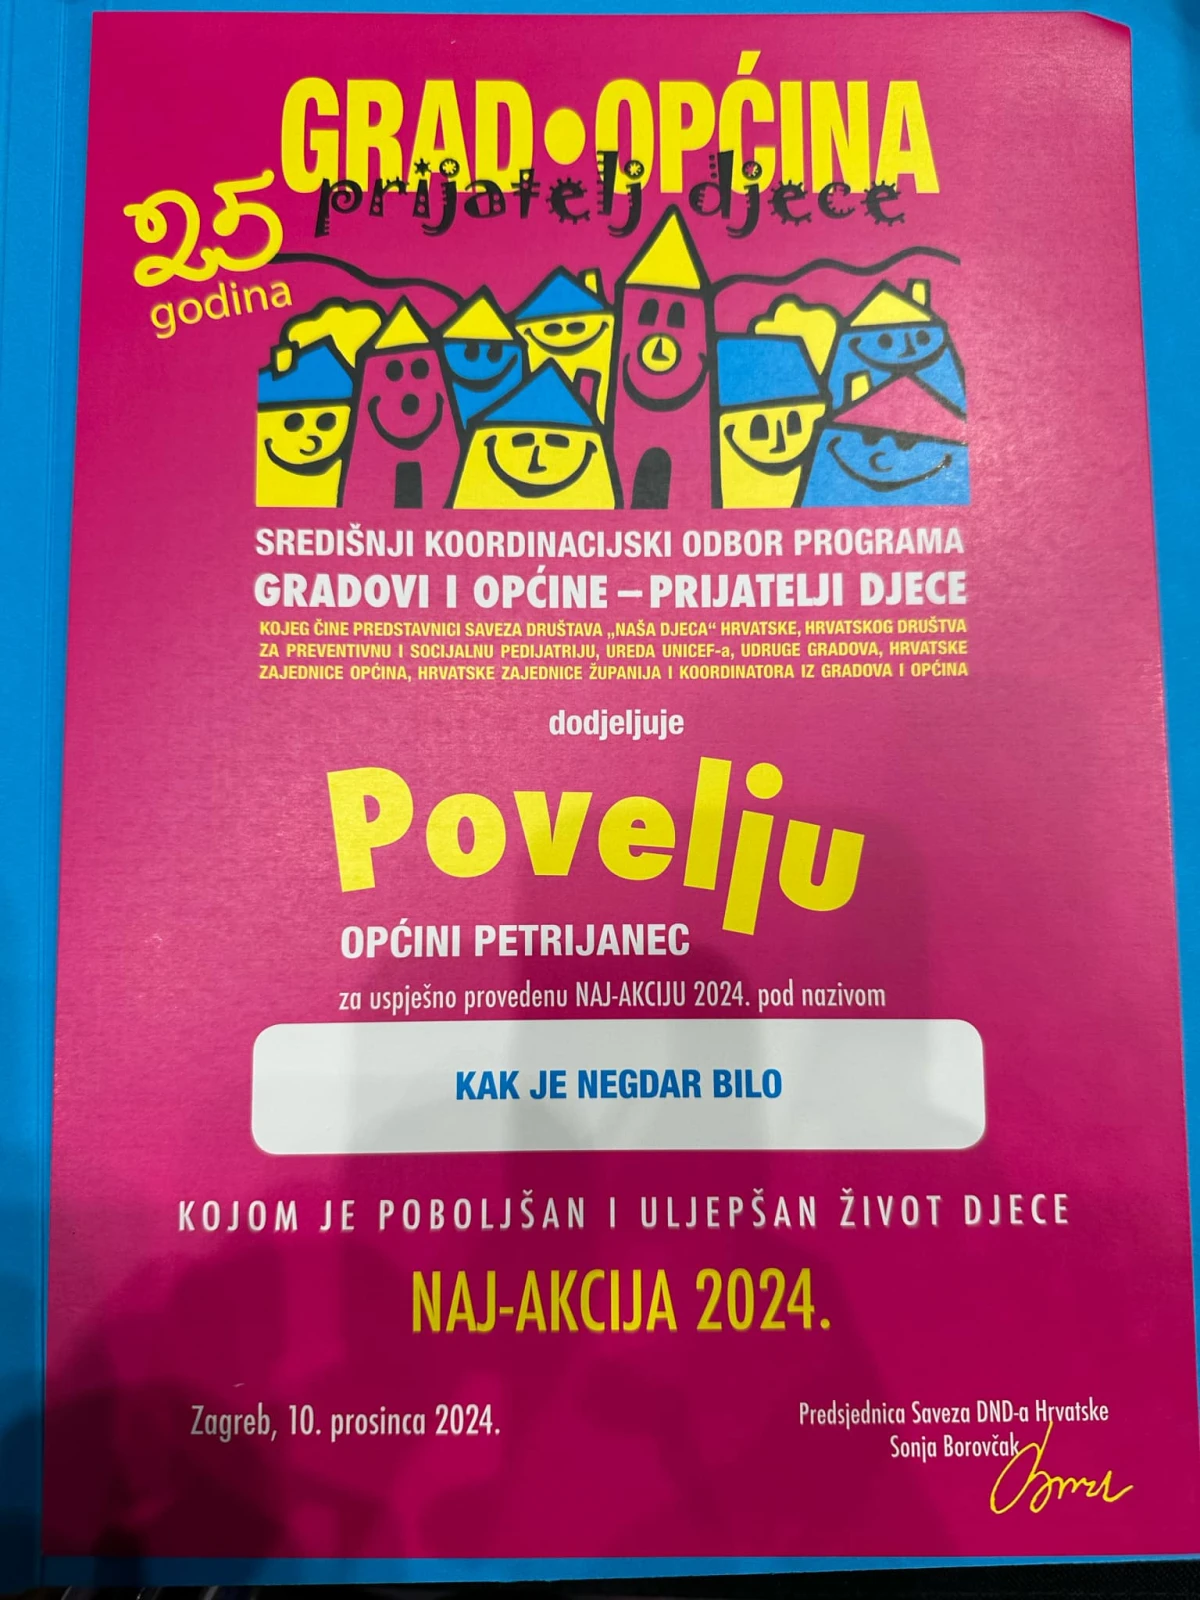 GRAD•OPĆINA
prijatelj djece
25
godina
SREDIŠNJI KOORDINACIJSKI ODBOR PROGRAMA
GRADOVI I OPĆINE – PRIJATELJI DJECE
KOJEG ČINE PREDSTAVNICI SAVEZA DRUŠTAVA „NAŠA DJECA“ HRVATSKE, HRVATSKOG DRUŠTVA
ZA PREVENTIVNU I SOCIJALNU PEDIJATRIJU, UREDA UNICEF-a, UDRUGE GRADOVA, HRVATSKE
ZAJEDNICE OPĆINA, HRVATSKE ZAJEDNICE ŽUPANIJA I KOORDINATORA IZ GRADOVA I OPĆINA
dodjeljuje
Povelju
OPĆINI PETRIJANEC
za uspješno provedenu NAJ-AKCIJU 2024. pod nazivom
KAK JE NEGDAR BILO
KOJOM JE POBOLJŠAN I ULJEPŠAN ŽIVOT DJECE
NAJ-AKCIJA 2024.
Zagreb, 10. prosinca 2024.
Predsjednica Saveza DND-a Hrvatske
Sonja Borovčak